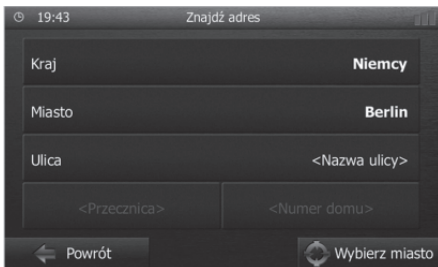 19:43 Znajdź adres
Kraj Niemcy
Miasto Berlin
Ulica <Nazwa ulicy>
<Przecznica> <Numer domu>
Powrót Wybierz miasto